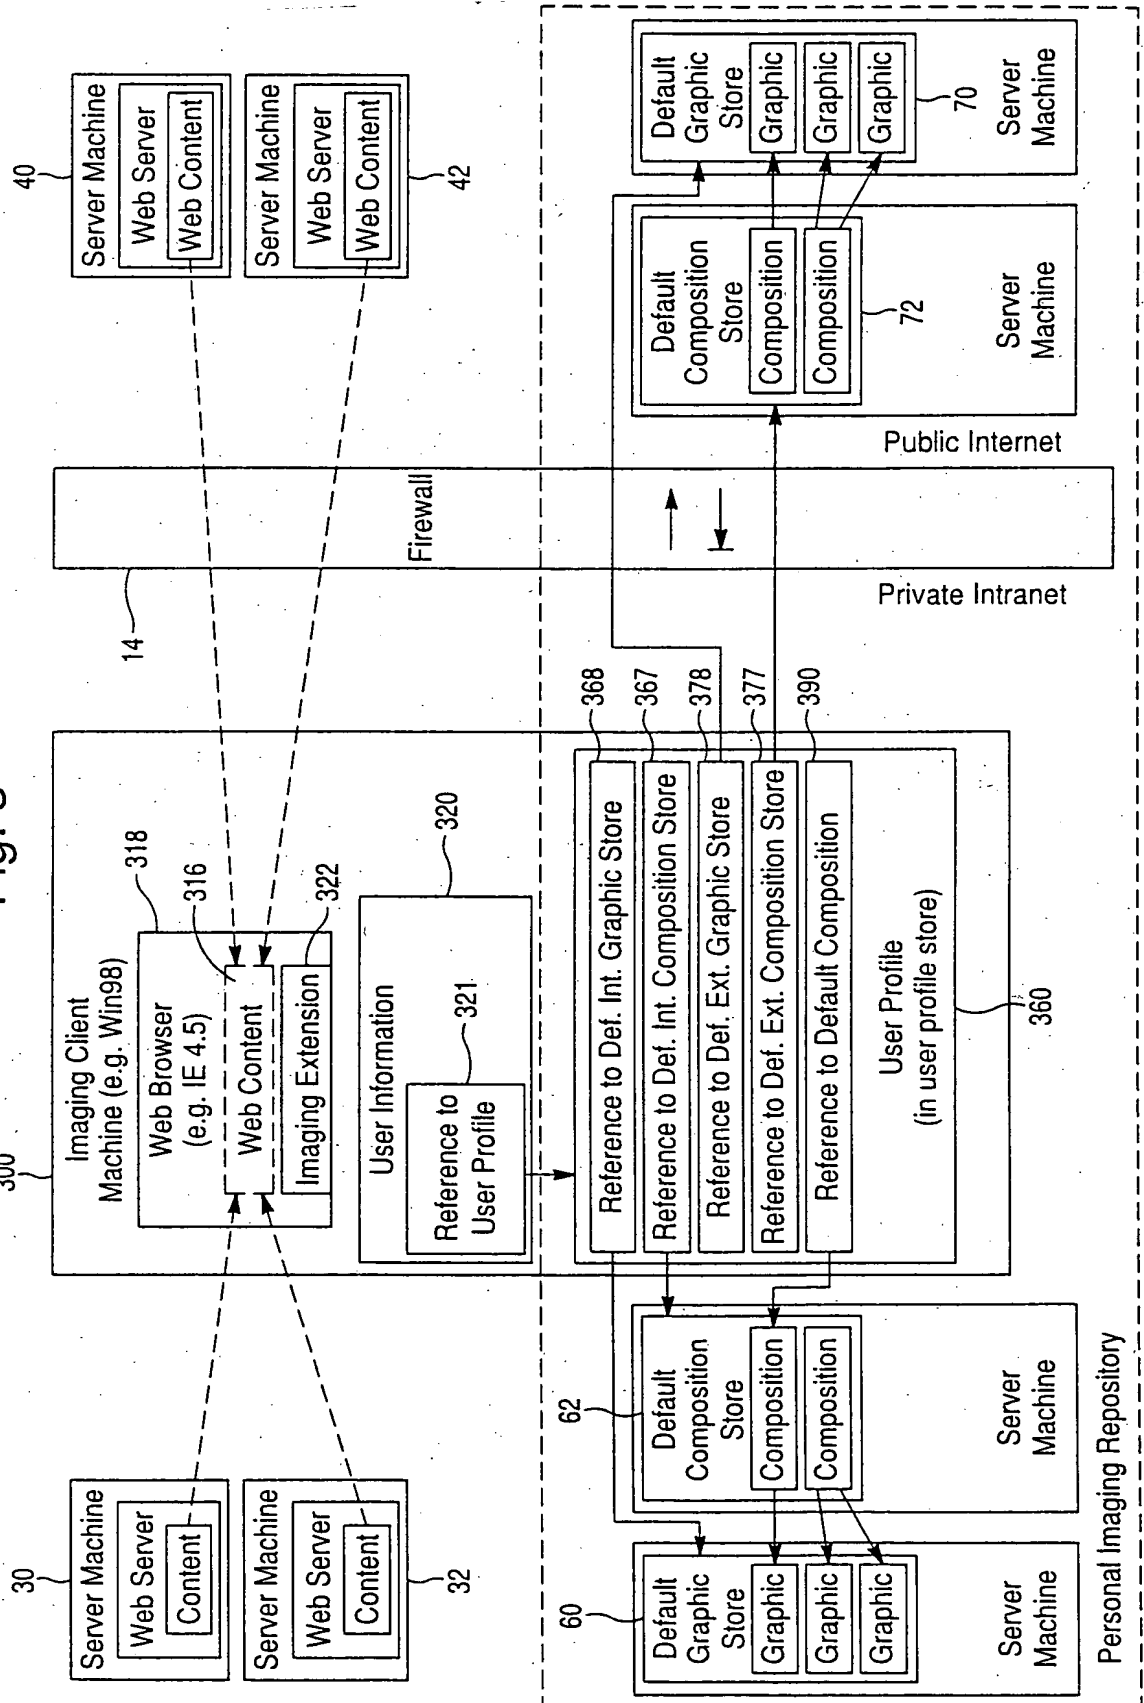 Fig.
300
Imaging Client
Machine (e.g. Win98)
Web Browser
(e.g. IE 4.5)
318
316
Web Content
322
Imaging Extension
User Information
320
321
Reference to
User Profile
30
Server Machine
Web Server
Content
Server Machine
Web Server
Content
32
14
Firewall
40
Server Machine
Web Server
Web Content
Server Machine
Web Server
Web Content
42
60
Default
Graphic
Store
Graphic
Graphic
Graphic
Server
Machine
62
Default
Composition
Store
Composition
Composition
Server
Machine
Reference to Def. Int. Graphic Store
368
Reference to Def. Int. Composition Store
367
Reference to Def. Ext. Graphic Store
378
Reference to Def. Ext. Composition Store
377
Reference to Default Composition
390
User Profile
(in user profile store)
360
Private Intranet
Public Internet
Default
Composition
Store
Composition
Composition
72
Server
Machine
Default
Graphic
Store
Graphic
Graphic
Graphic
70
Server
Machine
Personal Imaging Repository